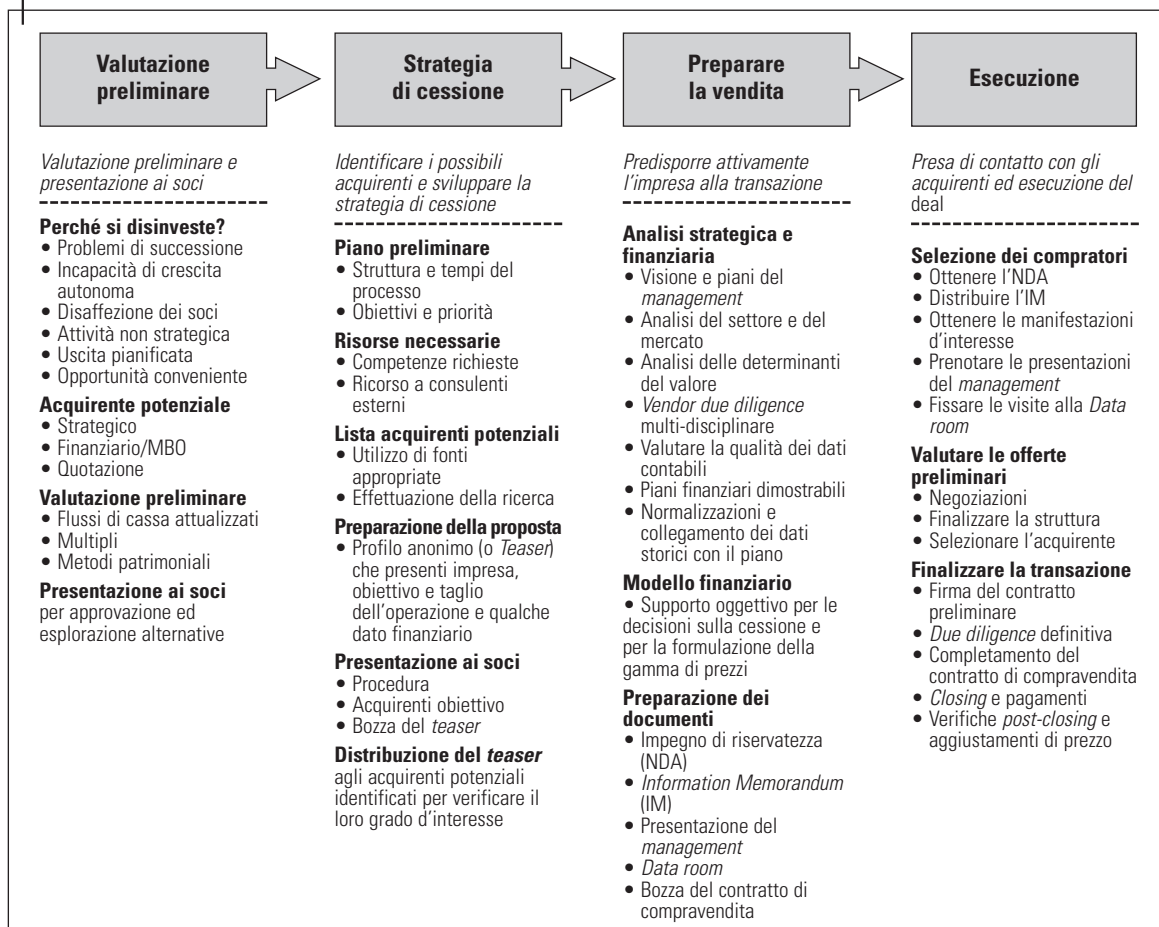 Valutazione
preliminare
Strategia
di cessione
Preparare
la vendita
Esecuzione
Valutazione preliminare e
presentazione ai soci
Perché si disinveste?
• Problemi di successione
• Incapacità di crescita
autonoma
• Disaffezione dei soci
• Attività non strategica
• Uscita pianificata
• Opportunità conveniente
Acquirente potenziale
• Strategico
• Finanziario/MBO
• Quotazione
Valutazione preliminare
• Flussi di cassa attualizzati
• Multipli
• Metodi patrimoniali
Presentazione ai soci
per approvazione ed
esplorazione alternative
Identificare i possibili
acquirenti e sviluppare la
strategia di cessione
Piano preliminare
• Struttura e tempi del
processo
• Obiettivi e priorità
Risorse necessarie
• Competenze richieste
• Ricorso a consulenti
esterni
Lista acquirenti potenziali
• Utilizzo di fonti
appropriate
• Effettuazione della ricerca
Preparazione della proposta
• Profilo anonimo (o Teaser)
che presenti impresa,
obiettivo e taglio
dell'operazione e qualche
dato finanziario
Presentazione ai soci
• Procedura
• Acquirenti obiettivo
• Bozza del teaser
Distribuzione del teaser
agli acquirenti potenziali
identificati per verificare il
loro grado d'interesse
Predisporre attivamente
l'impresa alla transazione
Analisi strategica e
finanziaria
• Visione e piani del
management
• Analisi del settore e del
mercato
• Analisi delle determinanti
del valore
• Vendor due diligence
multi-disciplinare
• Valutare la qualità dei dati
contabili
• Piani finanziari dimostrabili
• Normalizzazioni e
collegamento dei dati
storici con il piano
Modello finanziario
• Supporto oggettivo per le
decisioni sulla cessione e
per la formulazione della
gamma di prezzi
Preparazione dei
documenti
• Impegno di riservatezza
(NDA)
• Information Memorandum
(IM)
• Presentazione del
management
• Data room
• Bozza del contratto di
compravendita
Presa di contatto con gli
acquirenti ed esecuzione del
deal
Selezione dei compratori
• Ottenere l'NDA
• Distribuire l'IM
• Ottenere le manifestazioni
d'interesse
• Prenotare le presentazioni
del management
• Fissare le visite alla Data
room
Valutare le offerte
preliminari
• Negoziazioni
• Finalizzare la struttura
• Selezionare l'acquirente
Finalizzare la transazione
• Firma del contratto
preliminare
• Due diligence definitiva
• Completamento del
contratto di compravendita
• Closing e pagamenti
• Verifiche post-closing e
aggiustamenti di prezzo